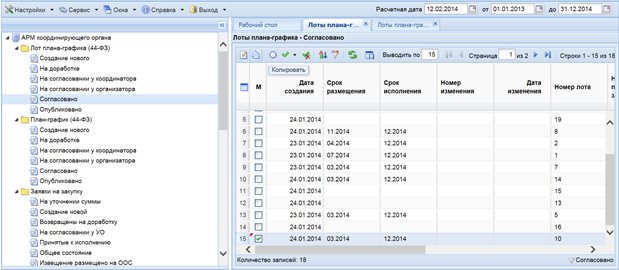 Настройки Сервис Окна Справка Выход Расчетная дата 12.02.2014 от 01.01.2013 до 31.12.2014
АРМ координирующего органа
Лот плана-графика (44-ФЗ)
Создание нового
На доработке
На согласовании у координатора
На согласовании у организатора
Согласовано
Опубликовано
План-график (44-ФЗ)
Создание нового
На доработке
На согласовании у координатора
На согласовании у организатора
Согласовано
Опубликовано
Заявки на закупку
На уточнении суммы
Создание новой
Возвращены на доработку
На согласовании у УО
Принятые к исполнению
Общее состояние
Извещение размещено на ООС
Рабочий стол Лоты плана-г... Лоты плана-гра...
Лоты плана-графика - Согласовано
Выводить по 15 Страница 1 из 2 Строки 1 - 15 из 18
Копировать
М Дата создания Срок размещения Срок исполнения Номер изменения Дата изменения Номер лота
5 24.01.2014 19
6 24.01.2014 11.2014 12.2014 8
7 23.01.2014 04.2014 12.2014 2
8 23.01.2014 07.2014 12.2014 1
9 24.01.2014 03.2014 12.2014 7
10 24.01.2014 03.2014 12.2014 14
11 24.01.2014 15
12 24.01.2014 13
13 23.01.2014 03.2014 12.2014 5
14 24.01.2014 16
15 24.01.2014 03.2014 12.2014 10
Количество записей: 18 Согласовано